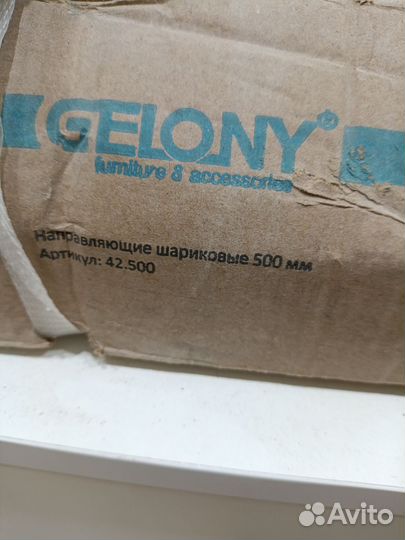 GELONY®
furniture & accessories
Направляющие шариковые 500 мм
Артикул: 42.500
Avito